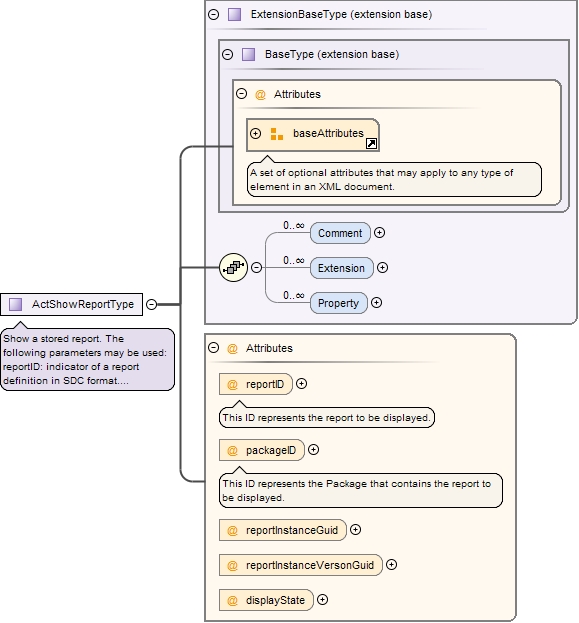 ExtensionBaseType (extension base)
BaseType (extension base)
@ Attributes
baseAttributes
A set of optional attributes that may apply to any type of
element in an XML document.
0..∞
Comment
0..∞
Extension
0..∞
Property
ActShowReportType
Show a stored report. The
following parameters may be used:
reportID: indicator of a report
definition in SDC format....
@ Attributes
@ reportID
This ID represents the report to be displayed.
@ packageID
This ID represents the Package that contains the report to
be displayed.
@ reportInstanceGuid
@ reportInstanceVersonGuid
@ displayState